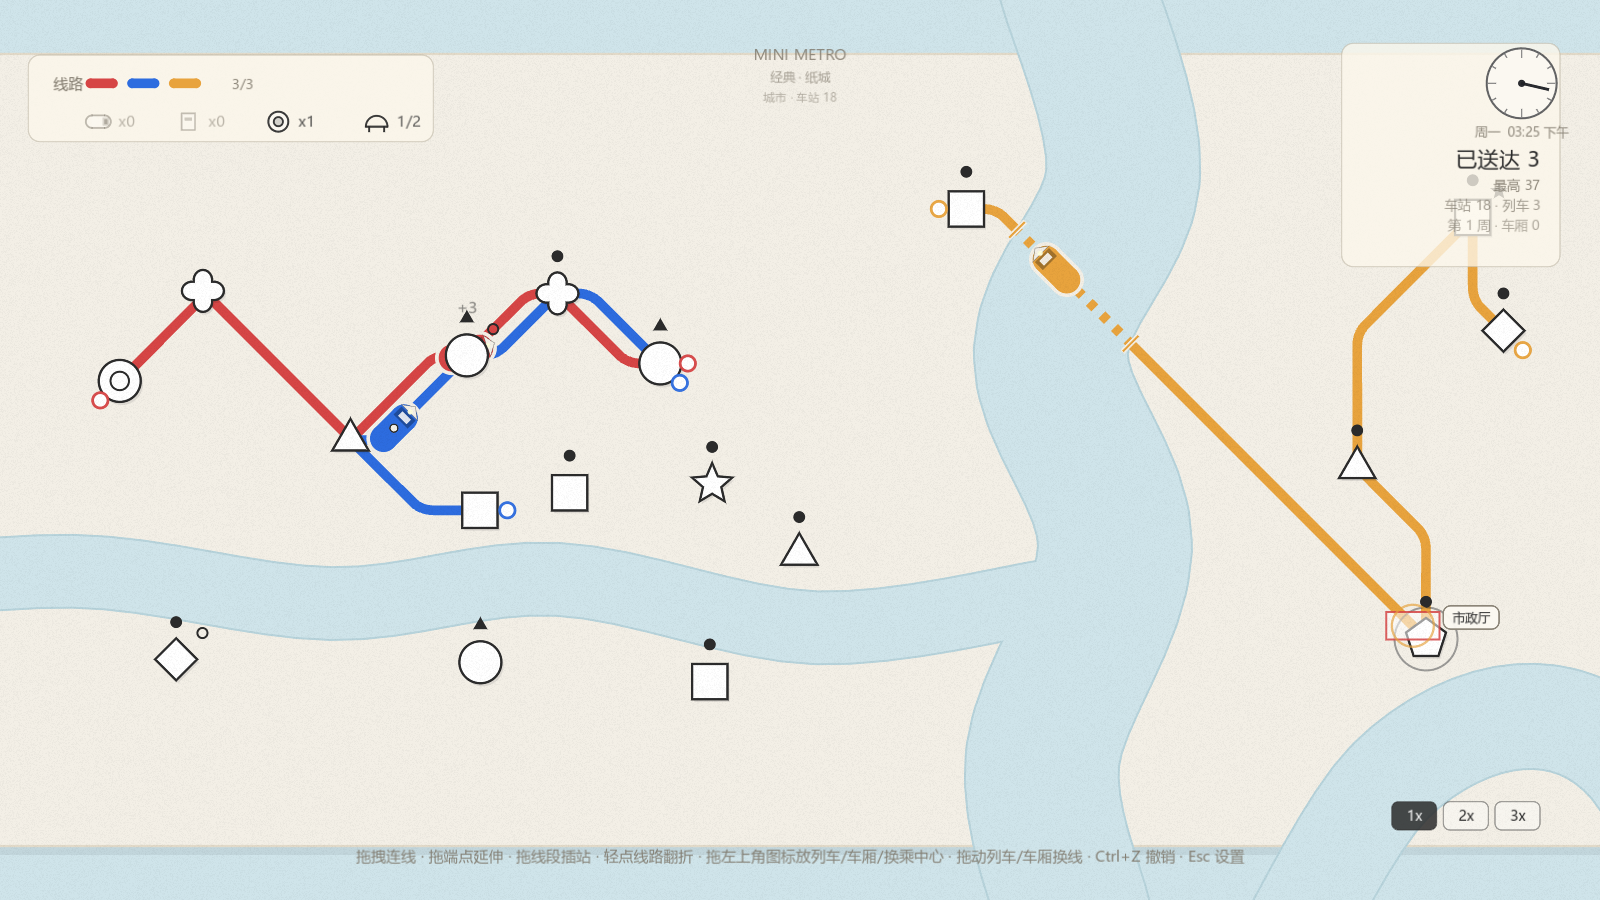 线路 3/3
x0 x0 x1 1/2
MINI METRO
经典 · 纸城
城市 · 车站 18
周一 03:25 下午
已送达 3
最高 37
车站 18 · 列车 3
第 1 周 · 车厢 0
+3
市政厅
1x 2x 3x
拖拽连线 · 拖端点延伸 · 拖线段插站 · 轻点线路翻折 · 拖左上角图标放列车/车厢/换乘中心 · 拖动列车/车厢换线 · Ctrl+Z 撤销 · Esc 设置